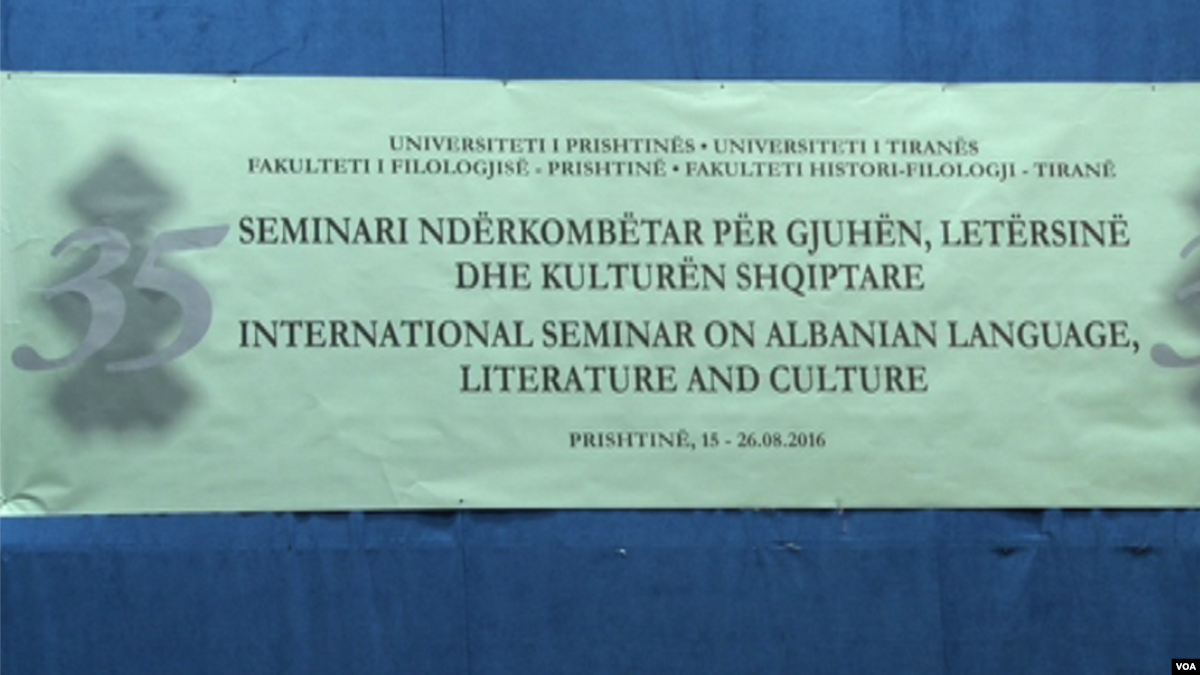 UNIVERSITETI I PRISHTINËS • UNIVERSITETI I TIRANËS
FAKULTETI I FILOLOGJISË - PRISHTINË • FAKULTETI HISTORI-FILOLOGJI - TIRANË
35
SEMINARI NDËRKOMBËTAR PËR GJUHËN, LETËRSINË
DHE KULTURËN SHQIPTARE
INTERNATIONAL SEMINAR ON ALBANIAN LANGUAGE,
LITERATURE AND CULTURE
PRISHTINË, 15 - 26.08.2016
VOA